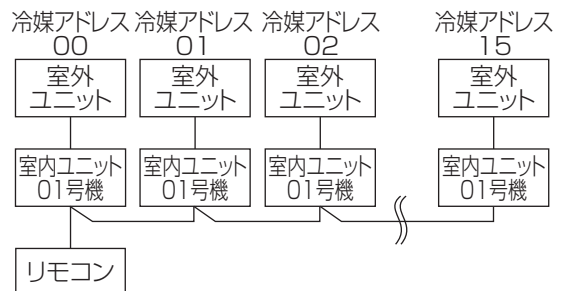 冷媒アドレス 冷媒アドレス 冷媒アドレス 冷媒アドレス
00 01 02 15
室外 室外 室外 室外
ユニット ユニット ユニット ユニット
室内ユニット 室内ユニット 室内ユニット 室内ユニット
01号機 01号機 01号機 01号機
リモコン